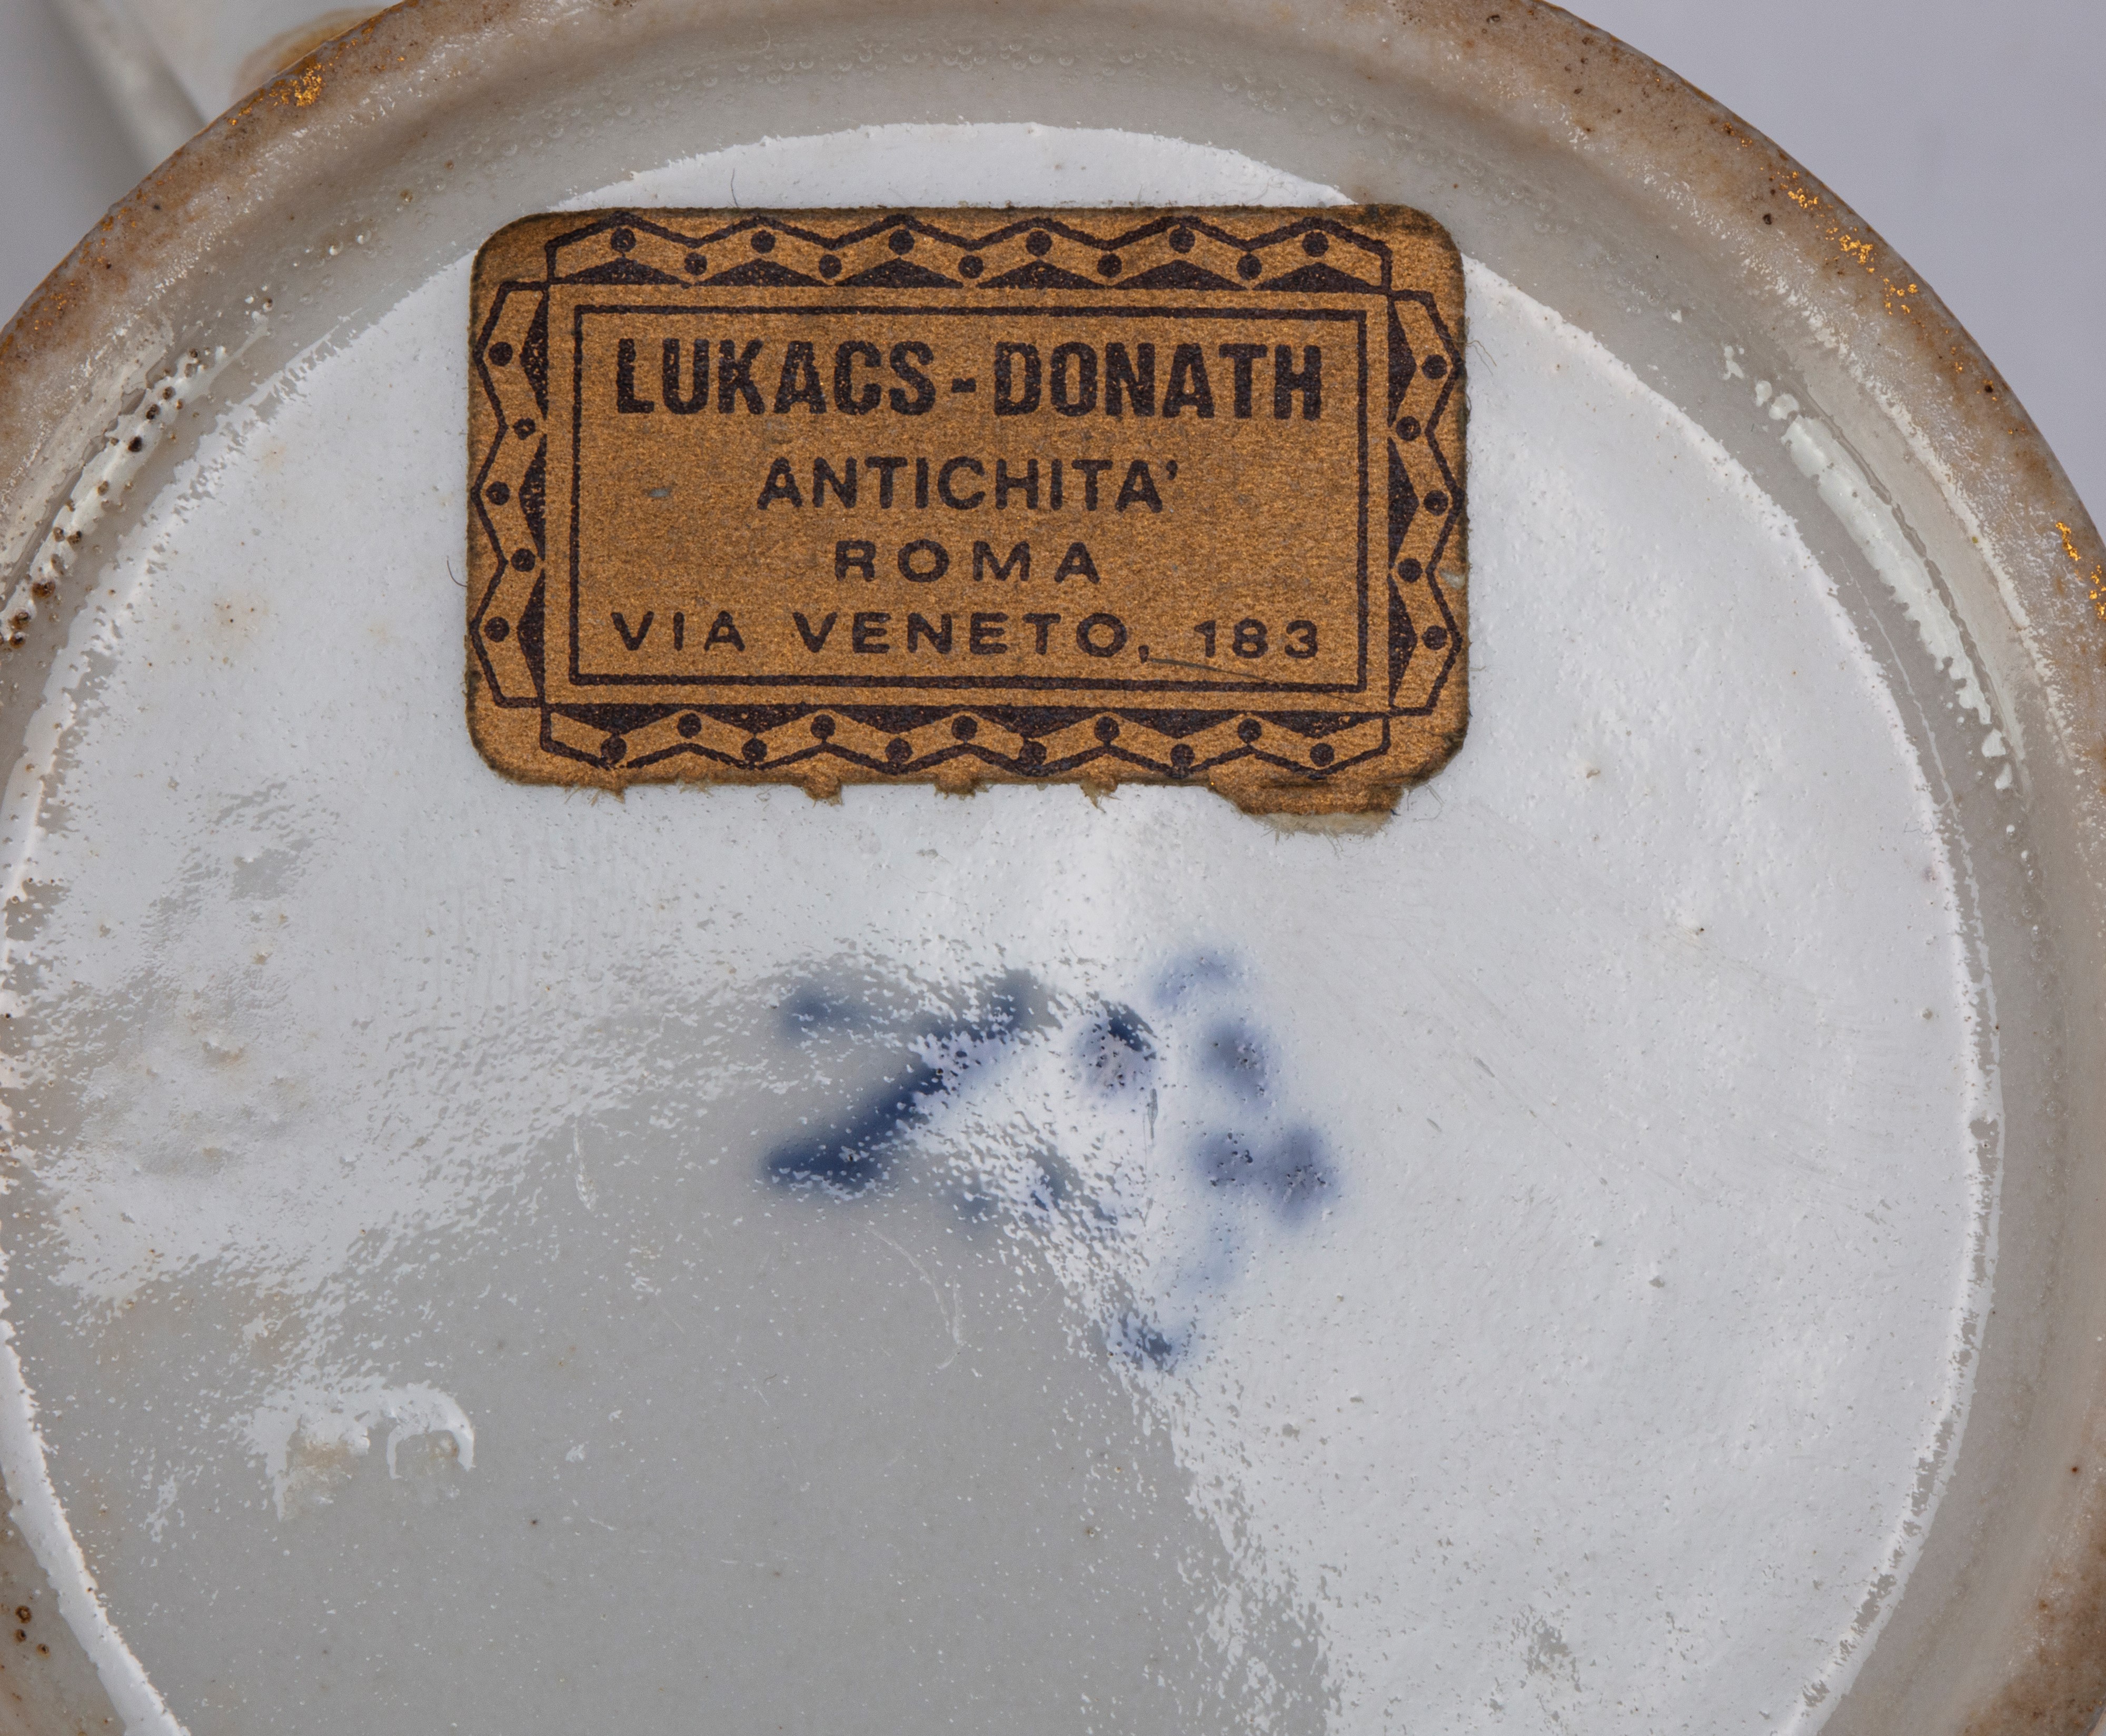 LUKACS-DONATH
ANTICHITA'
ROMA
VIA VENETO, 183